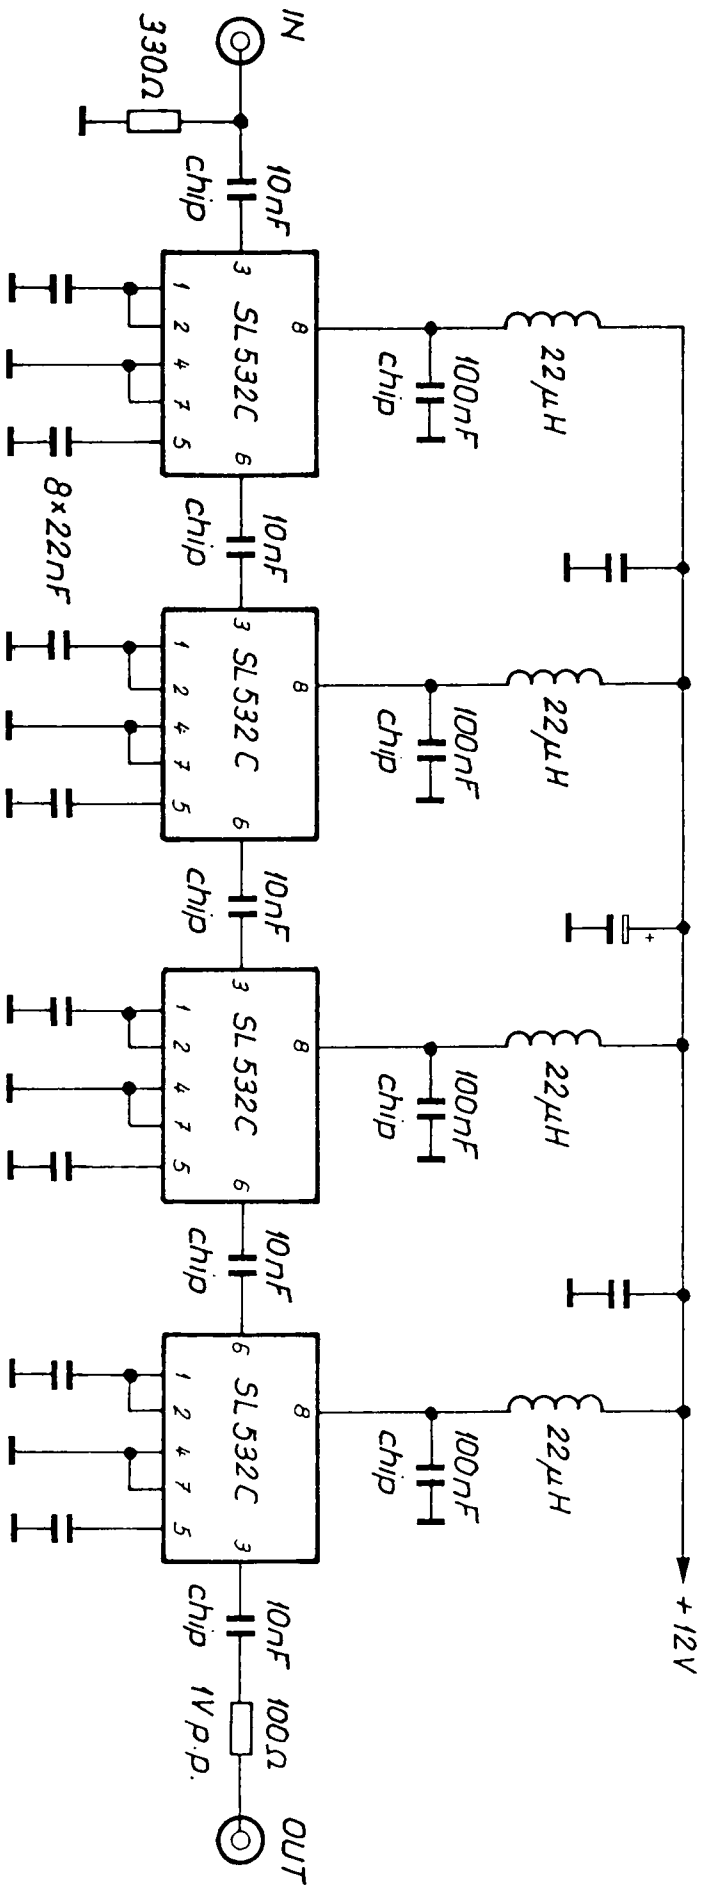 + 12V
22µH
22µH
22µH
22µH
100nF
chip
100nF
chip
100nF
chip
100nF
chip
8
8
8
8
IN
330Ω
10nF
chip
3 SL532C 6
1 2 4 7 5
10nF
chip
3 SL532C 6
1 2 4 7 5
10nF
chip
3 SL532C 6
1 2 4 7 5
10nF
chip
6 SL532C 3
1 2 4 7 5
10nF
chip
100Ω
1V p.p.
OUT
8×22nF
+